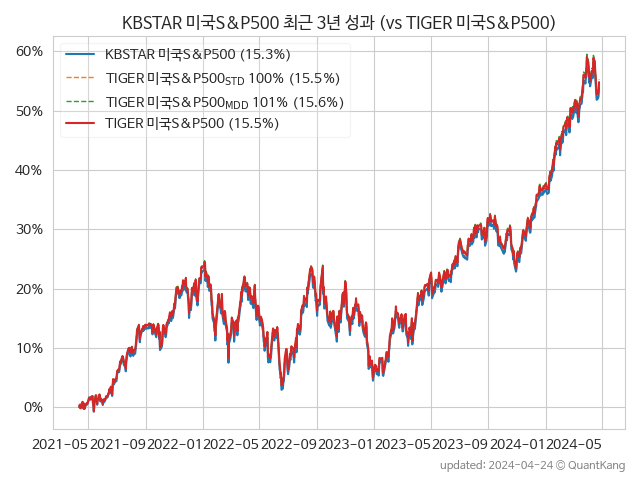 KBSTAR 미국S&P500 최근 3년 성과 (vs TIGER 미국S&P500)
60%
50%
40%
30%
20%
10%
0%
KBSTAR 미국S&P500 (15.3%)
TIGER 미국S&P500STD 100% (15.5%)
TIGER 미국S&P500MDD 101% (15.6%)
TIGER 미국S&P500 (15.5%)
2021-05 2021-09 2022-01 2022-05 2022-09 2023-01 2023-05 2023-09 2024-01 2024-05
updated: 2024-04-24 @ QuantKang